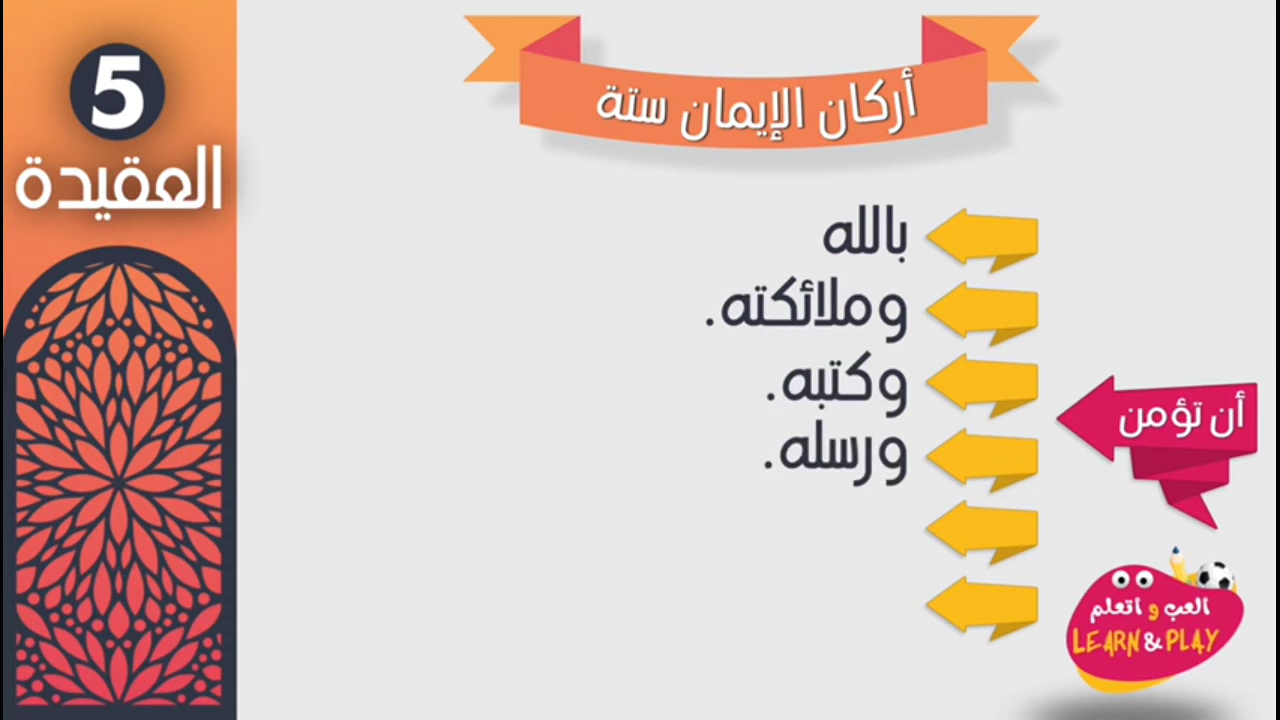 أركان الإيمان ستة
5
العقيدة
أن تؤمن
بالله
وملائكته.
وكتبه.
ورسله.
العب و اتعلم
LEARN & PLAY